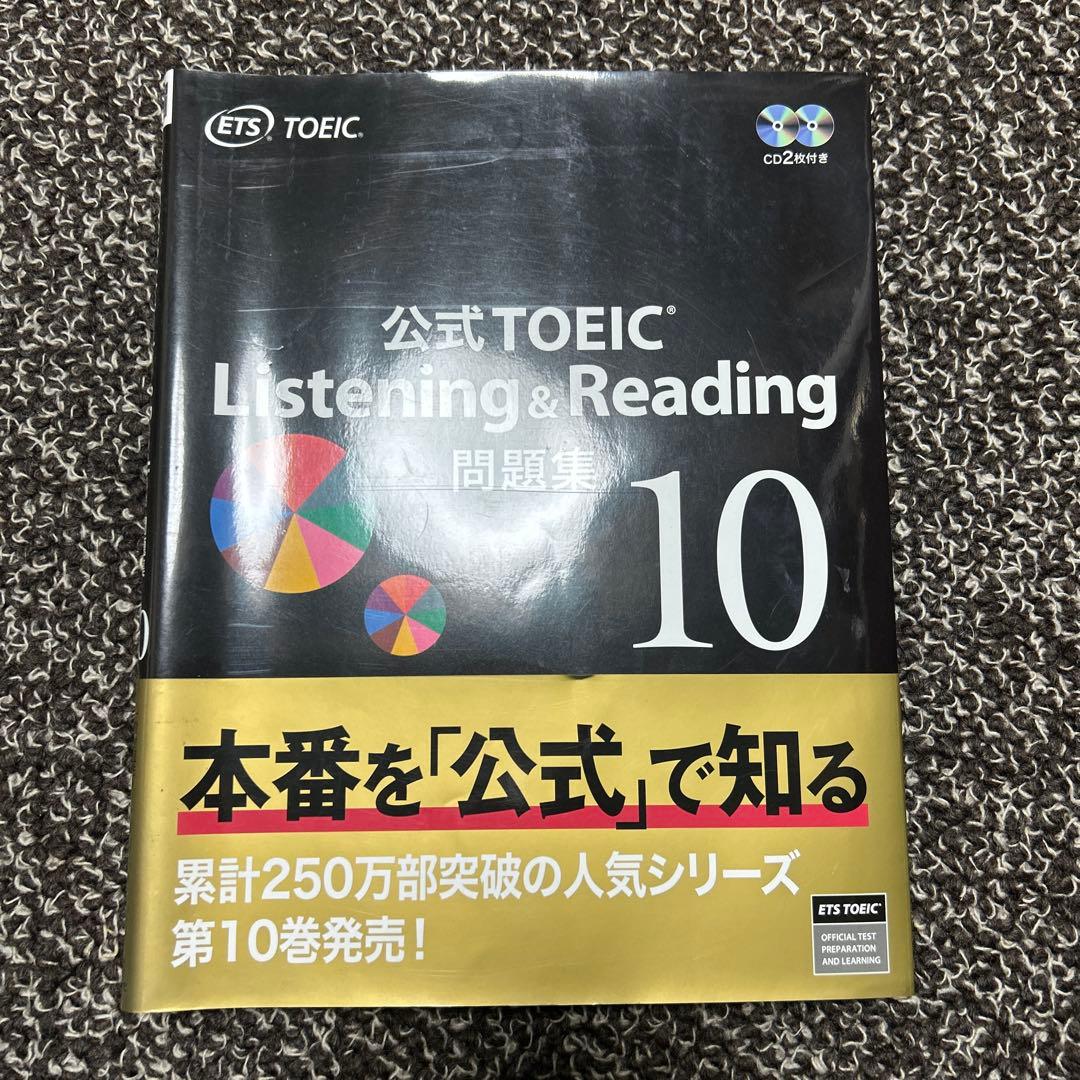 ETS® TOEIC®
CD2枚付き
公式TOEIC®
Listening & Reading
問題集
10
本番を「公式」で知る
累計250万部突破の人気シリーズ
第10巻発売!
ETS TOEIC®
OFFICIAL TEST
PREPARATION
AND LEARNING